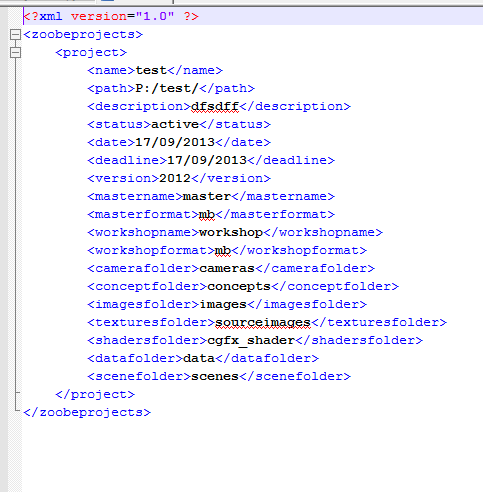 <?xml version="1.0" ?>
<zoobeprojects>
<project>
<name>test</name>
<path>P:/test/</path>
<description>dfsdff</description>
<status>active</status>
<date>17/09/2013</date>
<deadline>17/09/2013</deadline>
<version>2012</version>
<mastername>master</mastername>
<masterformat>mb</masterformat>
<workshopname>workshop</workshopname>
<workshopformat>mb</workshopformat>
<camerafolder>cameras</camerafolder>
<conceptfolder>concepts</conceptfolder>
<imagesfolder>images</imagesfolder>
<texturesfolder>sourceimages</texturesfolder>
<shadersfolder>cgfx_shader</shadersfolder>
<datafolder>data</datafolder>
<scenefolder>scenes</scenefolder>
</project>
</zoobeprojects>